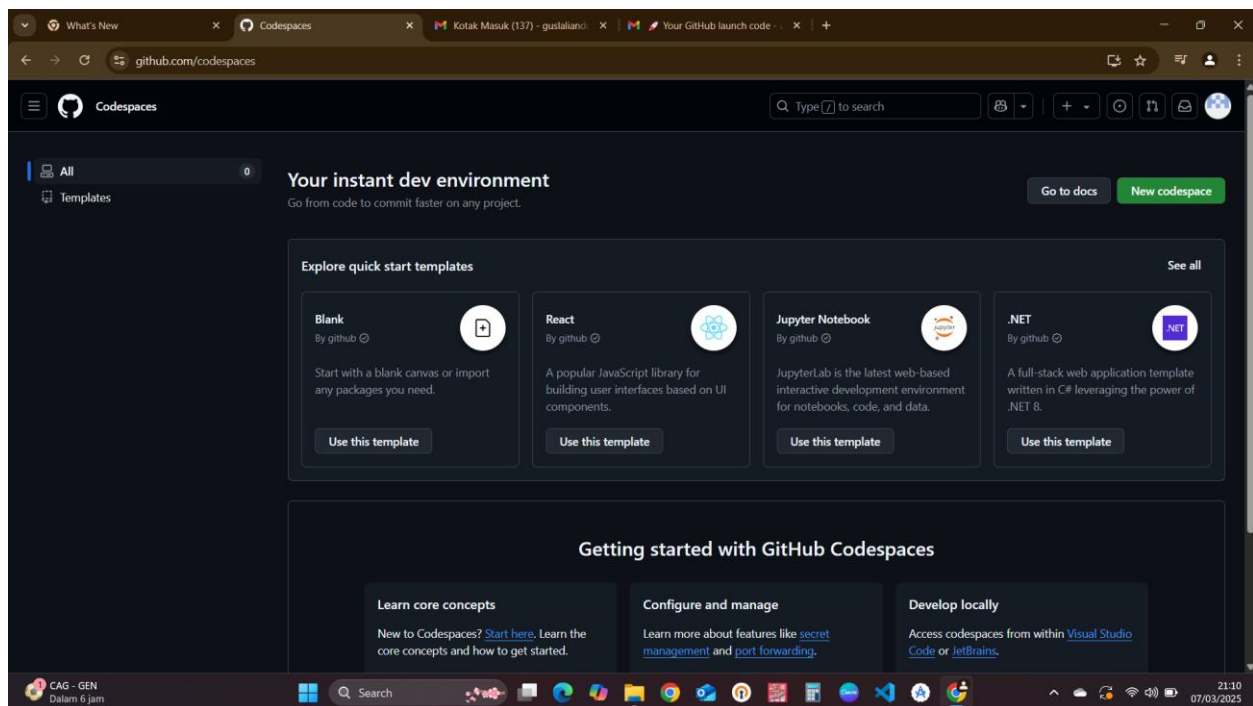 What's New
Codespaces
Kotak Masuk (137) - guslaliand
Your GitHub launch code -
github.com/codespaces
Codespaces
Type / to search
All 0
Templates
Your instant dev environment
Go from code to commit faster on any project.
Go to docs
New codespace
Explore quick start templates
See all
Blank
By github
Start with a blank canvas or import
any packages you need.
Use this template
React
By github
A popular JavaScript library for
building user interfaces based on UI
components.
Use this template
Jupyter Notebook
By github
jupyter
JupyterLab is the latest web-based
interactive development environment
for notebooks, code, and data.
Use this template
.NET
By github
.NET
A full-stack web application template
written in C# leveraging the power of
.NET 8.
Use this template
Getting started with GitHub Codespaces
Learn core concepts
New to Codespaces? Start here. Learn the
core concepts and how to get started.
Configure and manage
Learn more about features like secret
management and port forwarding.
Develop locally
Access codespaces from within Visual Studio
Code or JetBrains.
CAG - GEN
Dalam 6 jam
Search
21:10
07/03/2025